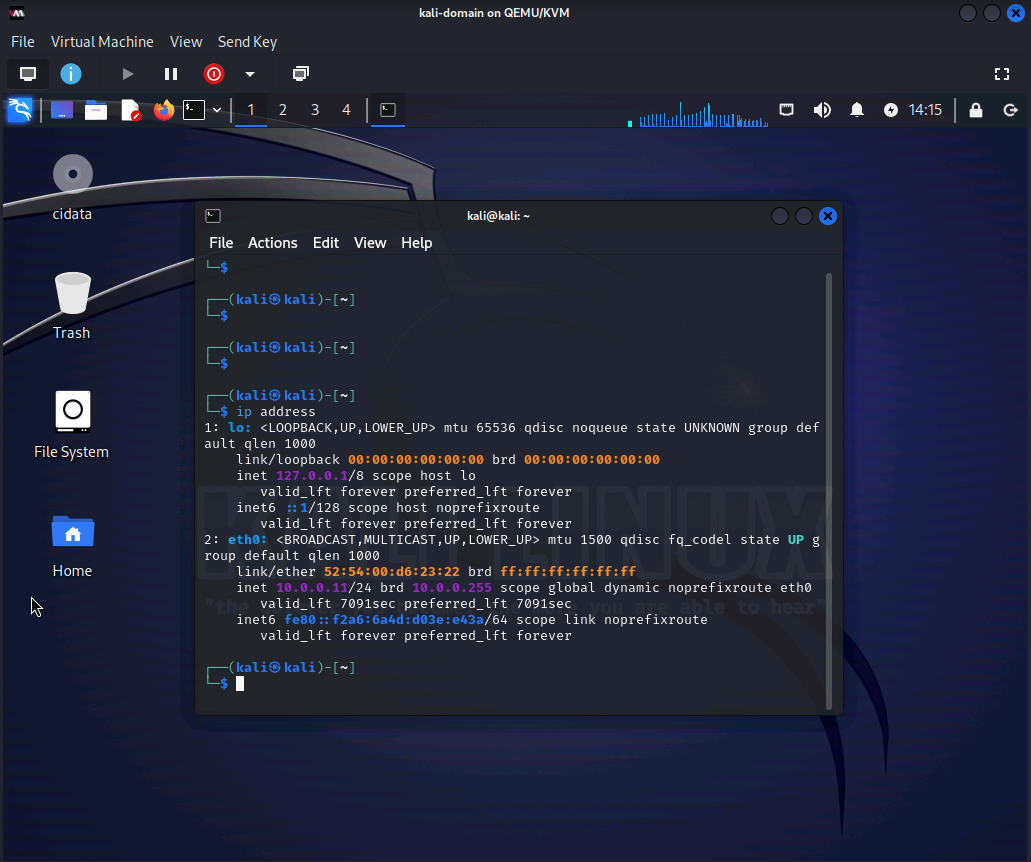 kali-domain on QEMU/KVM
File Virtual Machine View Send Key
1 2 3 4 14:15
cidata
Trash
File System
Home
kali@kali: ~
File Actions Edit View Help
└─$
┌──(kali㉿kali)-[~]
└─$
┌──(kali㉿kali)-[~]
└─$
┌──(kali㉿kali)-[~]
└─$ ip address
1: lo: <LOOPBACK,UP,LOWER_UP> mtu 65536 qdisc noqueue state UNKNOWN group def
ault qlen 1000
link/loopback 00:00:00:00:00:00 brd 00:00:00:00:00:00
inet 127.0.0.1/8 scope host lo
valid_lft forever preferred_lft forever
inet6 ::1/128 scope host noprefixroute
valid_lft forever preferred_lft forever
2: eth0: <BROADCAST,MULTICAST,UP,LOWER_UP> mtu 1500 qdisc fq_codel state UP g
roup default qlen 1000
link/ether 52:54:00:d6:23:22 brd ff:ff:ff:ff:ff:ff
inet 10.0.0.11/24 brd 10.0.0.255 scope global dynamic noprefixroute eth0
valid_lft 7091sec preferred_lft 7091sec
inet6 fe80::f2a6:6a4d:d03e:e43a/64 scope link noprefixroute
valid_lft forever preferred_lft forever
┌──(kali㉿kali)-[~]
└─$
KALI LINUX
you are able to hear"